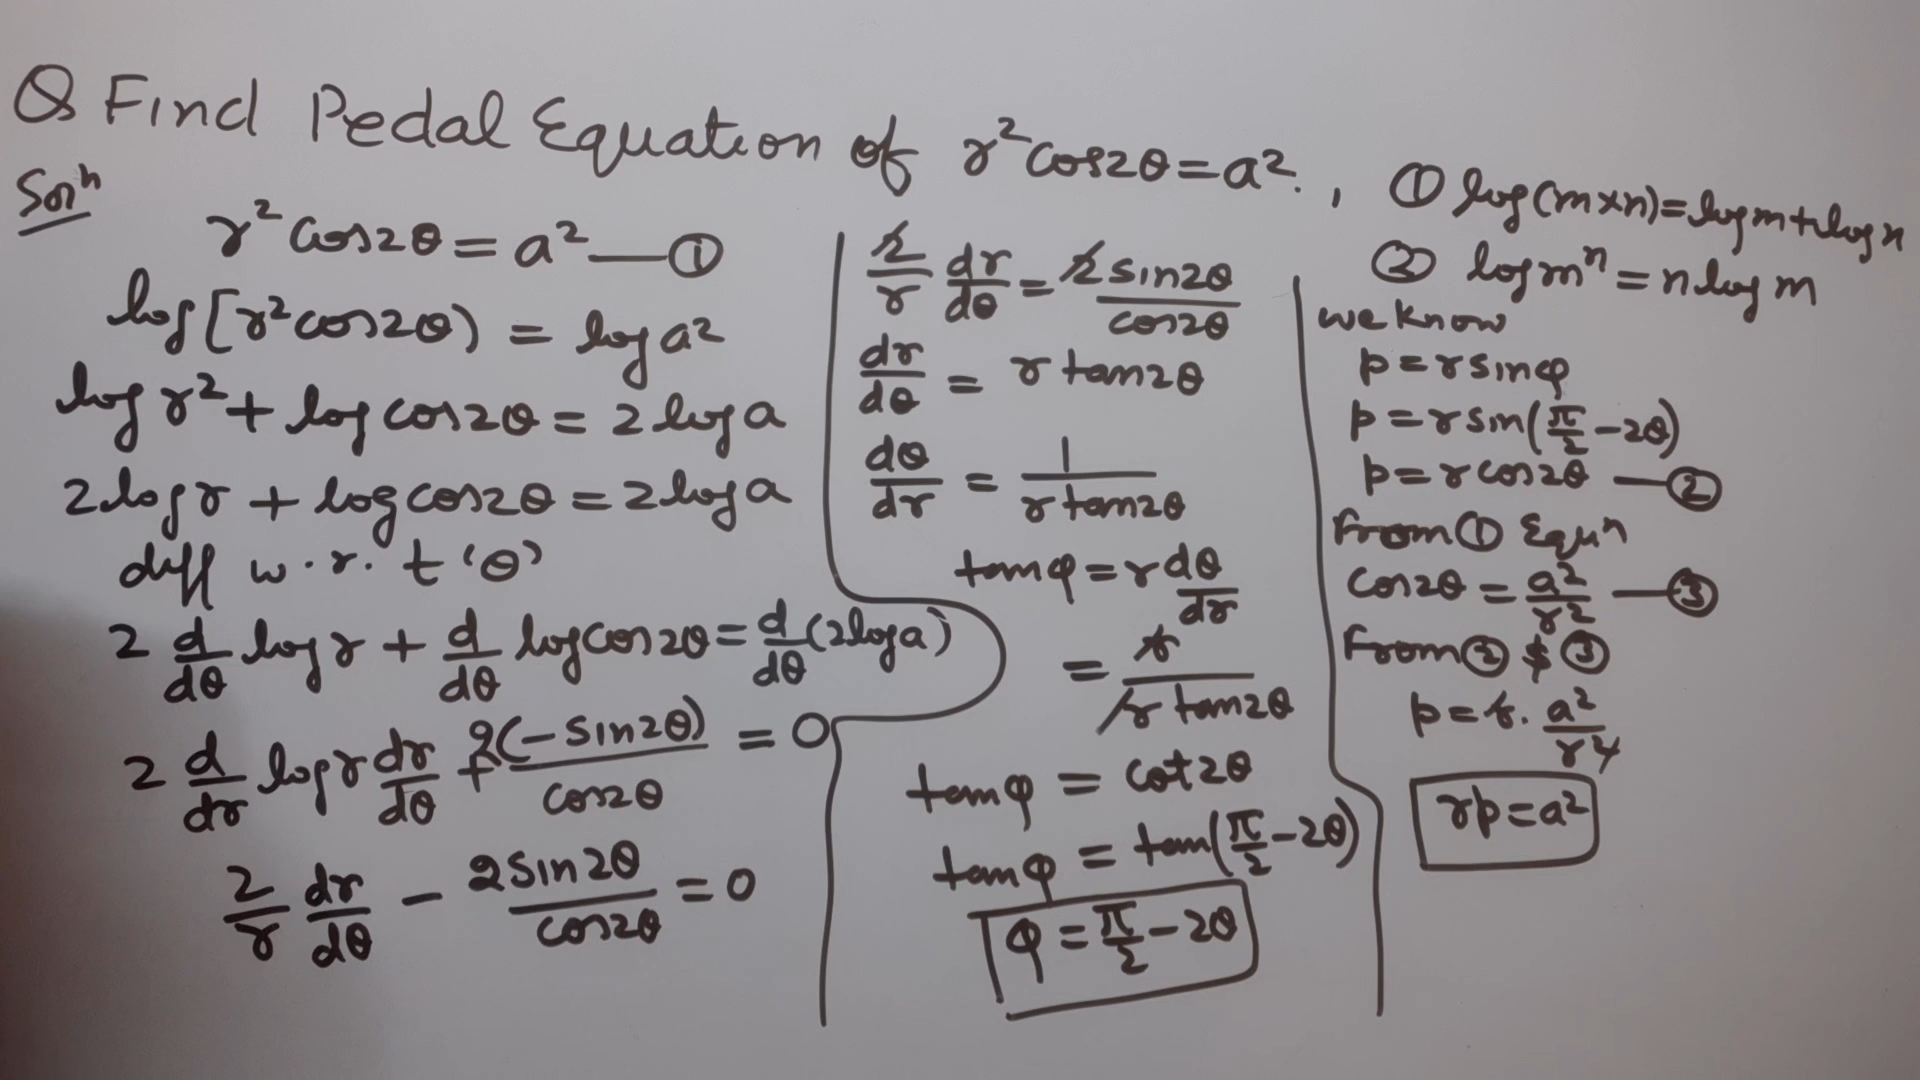 Q Find Pedal Equation of r²cos2θ=a².,
Solⁿ
r²cos2θ = a² — ①
log[r²cos2θ) = log a²
log r² + log cos2θ = 2 log a
2 log r + log cos2θ = 2 log a
diff w.r.t 'θ'
2 d/dθ log r + d/dθ log cos2θ = d/dθ (2 log a)
2 d/dr log r dr/dθ + 2(-sin2θ)/cos2θ = 0
2/r dr/dθ - 2 sin2θ/cos2θ = 0
2/r dr/dθ = 2 sin2θ/cos2θ
dr/dθ = r tan2θ
dθ/dr = 1/r tan2θ
tanφ = r dθ/dr
= r/r tan2θ
tanφ = cot2θ
tanφ = tan(π/2 - 2θ)
φ = π/2 - 2θ
① log(m×n) = log m + log n
② log mⁿ = n log m
we know
p = r sinφ
p = r sin(π/2 - 2θ)
p = r cos2θ — ②
From ① Equⁿ
cos2θ = a²/r² — ③
From ② $ ③
p = r. a²/r²
rp = a²